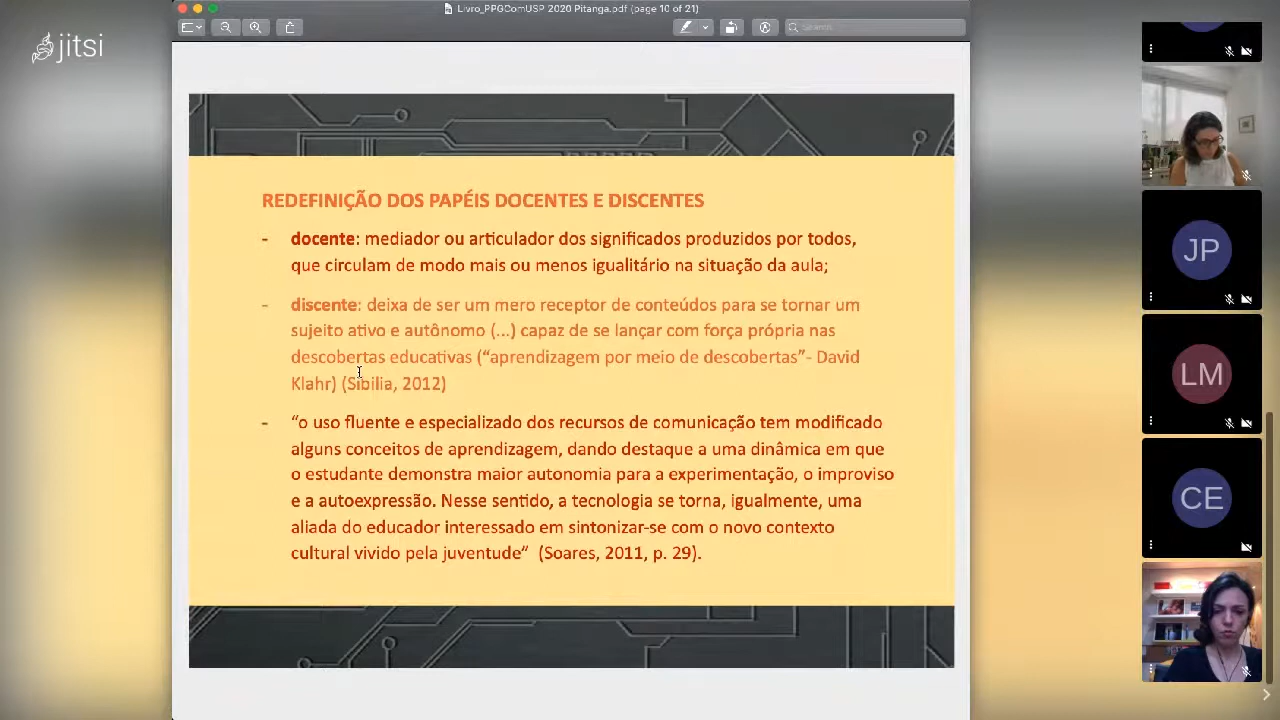 Livro_PPGComUSP 2020 Pitanga.pdf (page 10 of 21)
Search
jitsi
REDEFINIÇÃO DOS PAPÉIS DOCENTES E DISCENTES
- docente: mediador ou articulador dos significados produzidos por todos,
que circulam de modo mais ou menos igualitário na situação da aula;
- discente: deixa de ser um mero receptor de conteúdos para se tornar um
sujeito ativo e autônomo (...) capaz de se lançar com força própria nas
descobertas educativas (“aprendizagem por meio de descobertas”- David
Klahr) (Sibilia, 2012)
- “o uso fluente e especializado dos recursos de comunicação tem modificado
alguns conceitos de aprendizagem, dando destaque a uma dinâmica em que
o estudante demonstra maior autonomia para a experimentação, o improviso
e a autoexpressão. Nesse sentido, a tecnologia se torna, igualmente, uma
aliada do educador interessado em sintonizar-se com o novo contexto
cultural vivido pela juventude” (Soares, 2011, p. 29).
JP
LM
CE